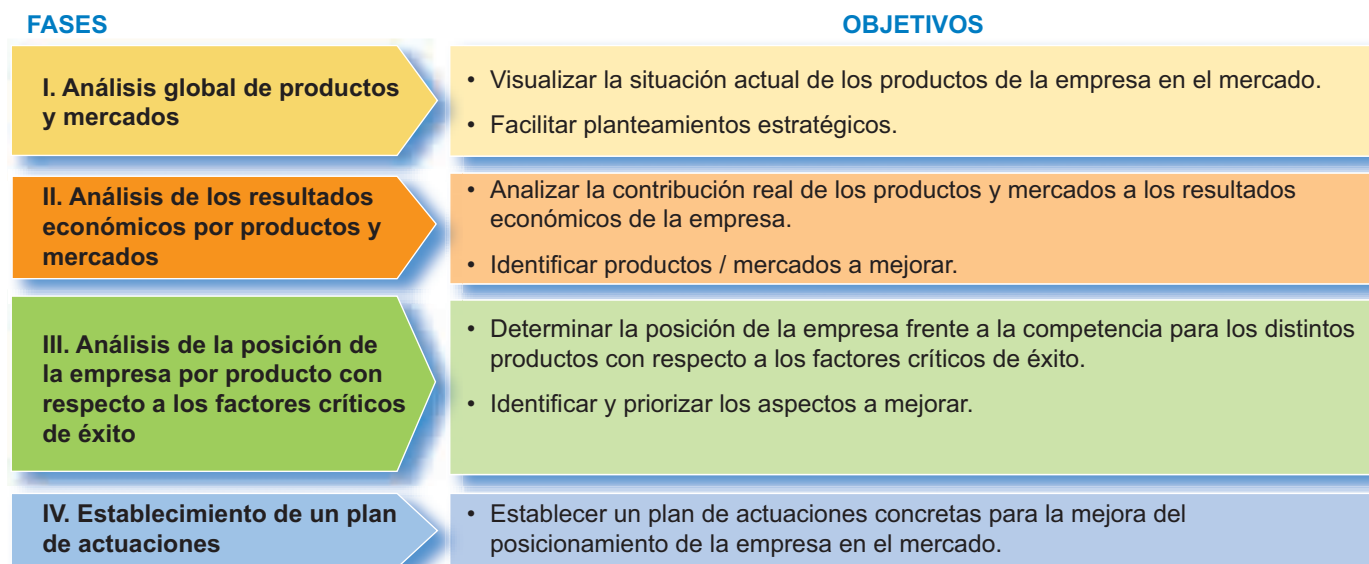 FASES
OBJETIVOS
I. Análisis global de productos
y mercados
• Visualizar la situación actual de los productos de la empresa en el mercado.
• Facilitar planteamientos estratégicos.
II. Análisis de los resultados
económicos por productos y
mercados
• Analizar la contribución real de los productos y mercados a los resultados
económicos de la empresa.
• Identificar productos / mercados a mejorar.
III. Análisis de la posición de
la empresa por producto con
respecto a los factores críticos
de éxito
• Determinar la posición de la empresa frente a la competencia para los distintos
productos con respecto a los factores críticos de éxito.
• Identificar y priorizar los aspectos a mejorar.
IV. Establecimiento de un plan
de actuaciones
• Establecer un plan de actuaciones concretas para la mejora del
posicionamiento de la empresa en el mercado.